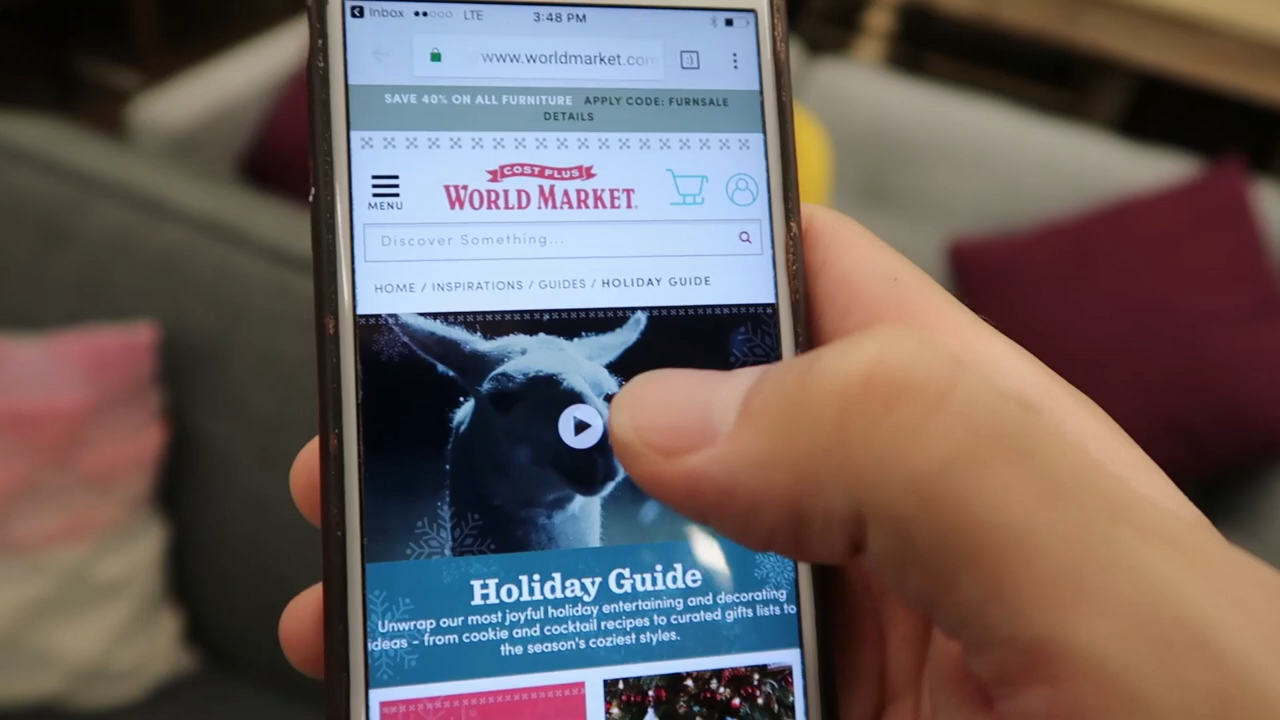 Inbox LTE 3:48 PM
www.worldmarket.com
SAVE 40% ON ALL FURNITURE APPLY CODE: FURNSALE
DETAILS
COST PLUS
WORLD MARKET.
MENU
Discover Something...
HOME / INSPIRATIONS / GUIDES / HOLIDAY GUIDE
Holiday Guide
Unwrap our most joyful holiday entertaining and decorating
ideas - from cookie and cocktail recipes to curated gifts lists to
the season's coziest styles.